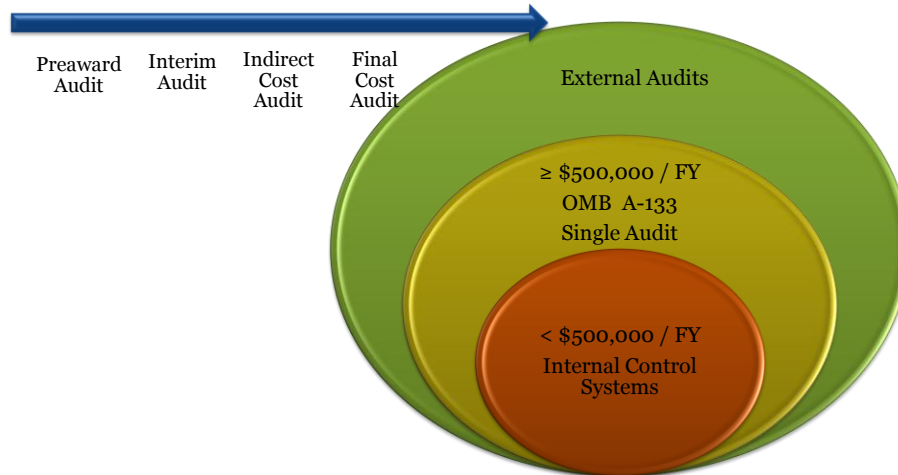 Preaward
Audit
Interim
Audit
Indirect
Cost
Audit
Final
Cost
Audit
External Audits
≥ $500,000 / FY
OMB A-133
Single Audit
< $500,000 / FY
Internal Control
Systems